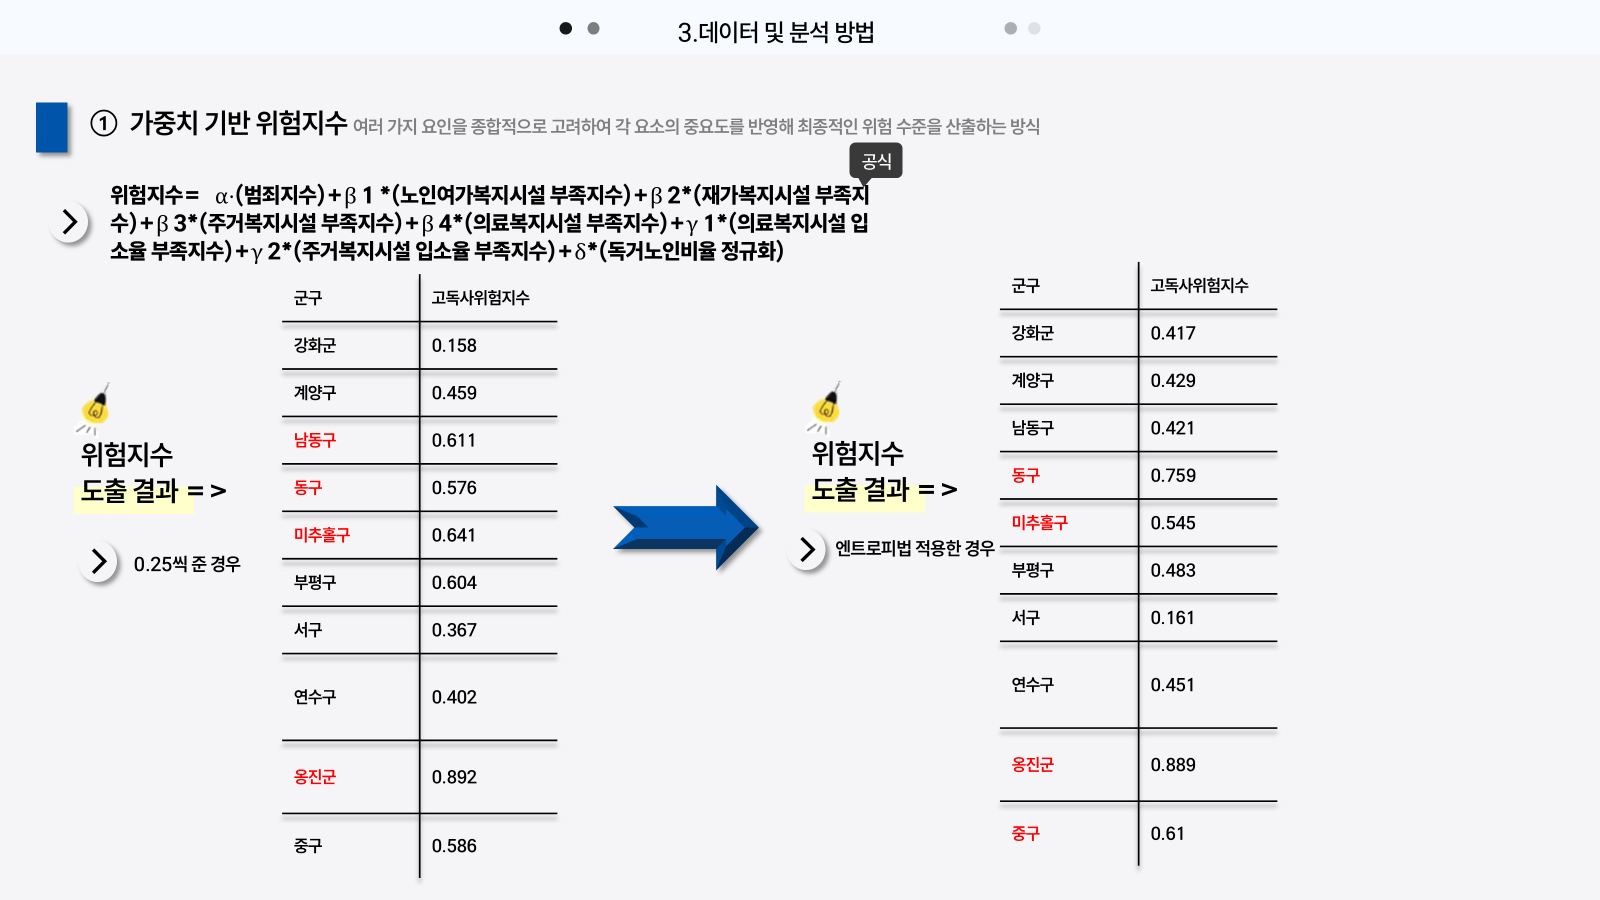 3.데이터 및 분석 방법
① 가중치 기반 위험지수 여러 가지 요인을 종합적으로 고려하여 각 요소의 중요도를 반영해 최종적인 위험 수준을 산출하는 방식
공식
위험지수= α·(범죄지수)+β 1 *(노인여가복지시설 부족지수)+β 2*(재가복지시설 부족지
수)+β 3*(주거복지시설 부족지수)+β 4*(의료복지시설 부족지수)+γ 1*(의료복지시설 입
소율 부족지수)+γ 2*(주거복지시설 입소율 부족지수)+δ*(독거노인비율 정규화)
위험지수
도출 결과 = >
0.25씩 준 경우
군구 고독사위험지수
강화군 0.158
계양구 0.459
남동구 0.611
동구 0.576
미추홀구 0.641
부평구 0.604
서구 0.367
연수구 0.402
옹진군 0.892
중구 0.586
위험지수
도출 결과 = >
엔트로피법 적용한 경우
군구 고독사위험지수
강화군 0.417
계양구 0.429
남동구 0.421
동구 0.759
미추홀구 0.545
부평구 0.483
서구 0.161
연수구 0.451
옹진군 0.889
중구 0.61